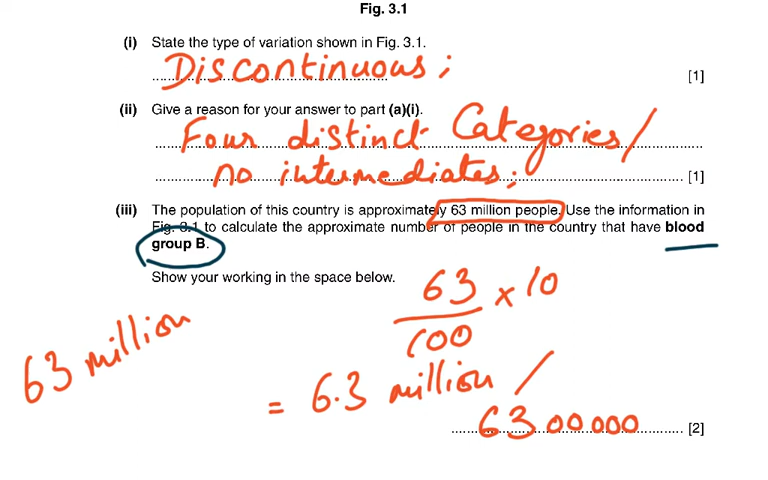 Fig. 3.1
(i) State the type of variation shown in Fig. 3.1.
Discontinuous ; [1]
(ii) Give a reason for your answer to part (a)(i).
Four distinct Categories /
no intermediates ; [1]
(iii) The population of this country is approximately 63 million people. Use the information in
Fig. 3.1 to calculate the approximate number of people in the country that have blood
group B.
Show your working in the space below.
63 × 10
100
63 million
= 6.3 million /
6300000 [2]